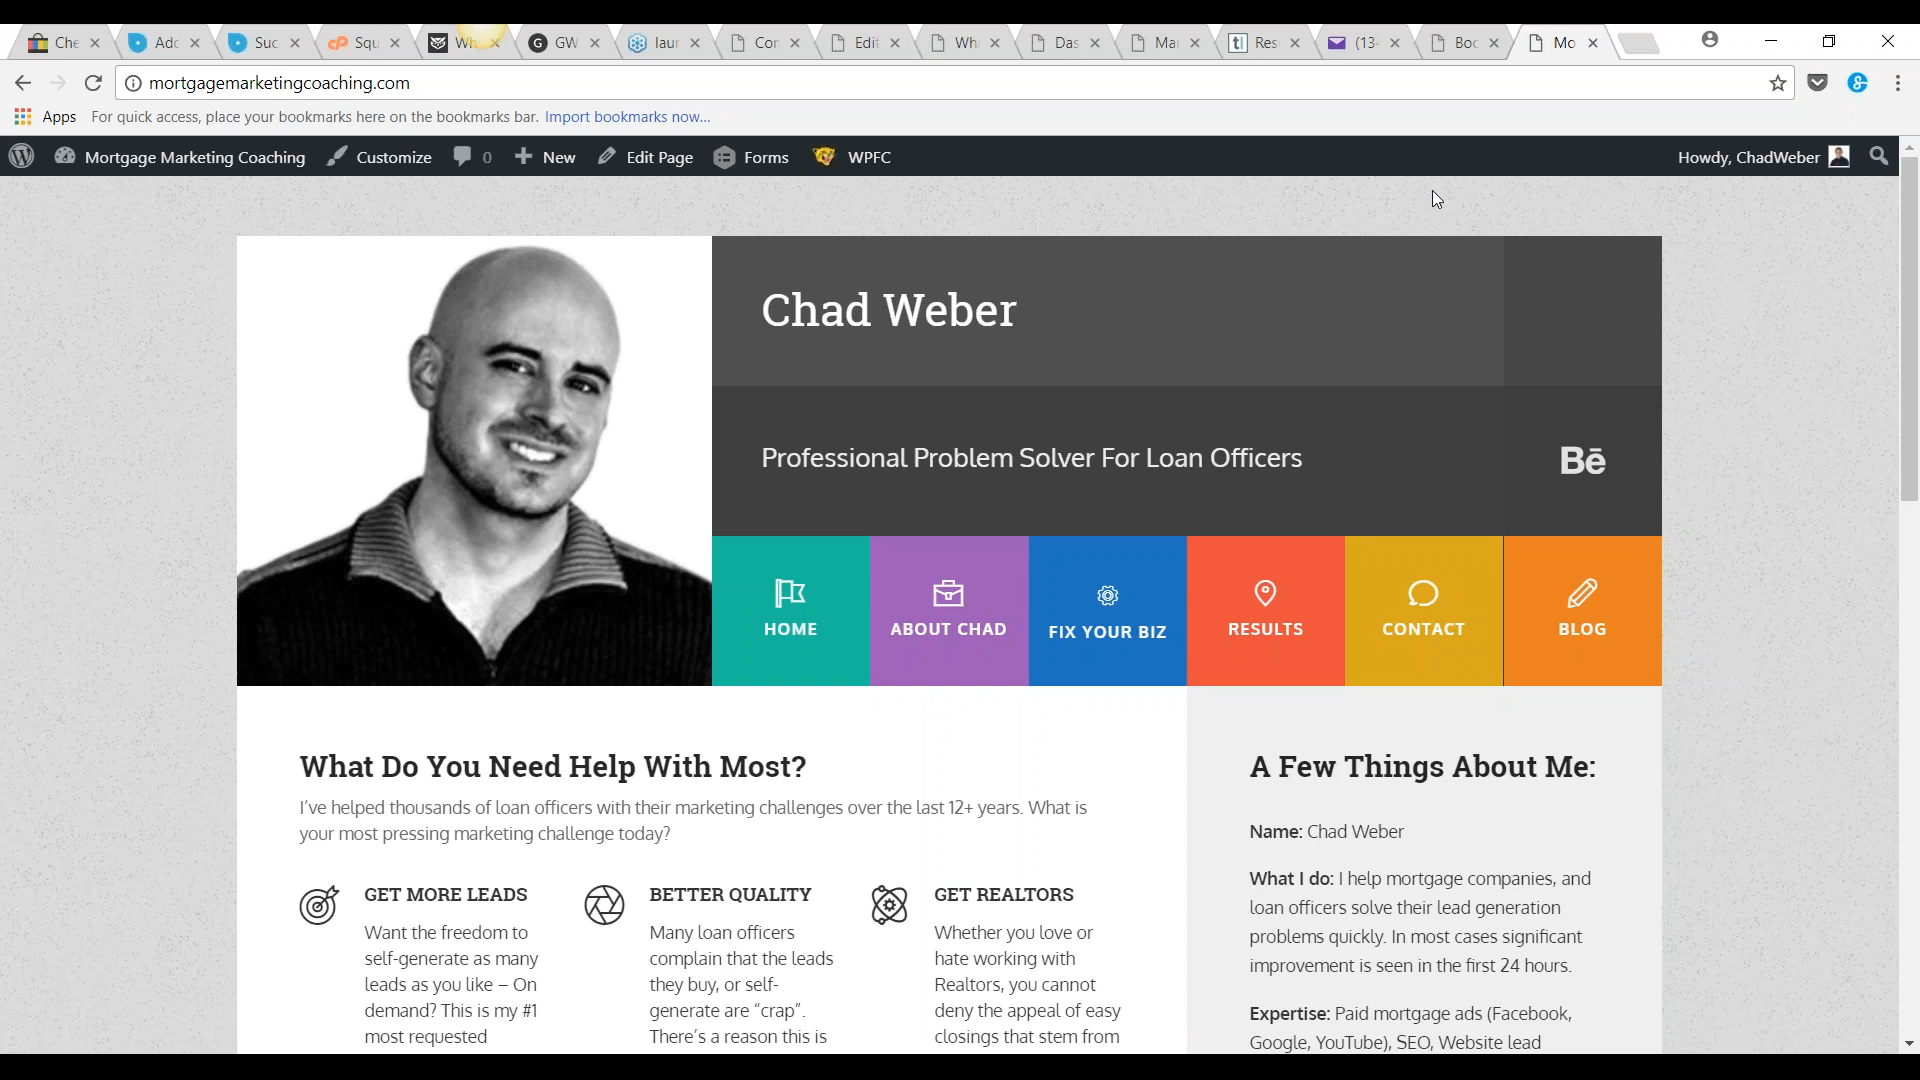 Che
Adc
Suc
Squ
Wh
GW
laur
Cor
Edit
Wh
Das
Mar
tl
Res
(134
Boc
Mo
mortgagemarketingcoaching.com
Apps For quick access, place your bookmarks here on the bookmarks bar. Import bookmarks now...
Mortgage Marketing Coaching Customize 0 New Edit Page Forms WPFC Howdy, ChadWeber
Chad Weber
Professional Problem Solver For Loan Officers
Bē
HOME ABOUT CHAD FIX YOUR BIZ RESULTS CONTACT BLOG
What Do You Need Help With Most?
I've helped thousands of loan officers with their marketing challenges over the last 12+ years. What is
your most pressing marketing challenge today?
GET MORE LEADS
Want the freedom to
self-generate as many
leads as you like – On
demand? This is my #1
most requested
BETTER QUALITY
Many loan officers
complain that the leads
they buy, or self-
generate are “crap”.
There's a reason this is
GET REALTORS
Whether you love or
hate working with
Realtors, you cannot
deny the appeal of easy
closings that stem from
A Few Things About Me:
Name: Chad Weber
What I do: I help mortgage companies, and
loan officers solve their lead generation
problems quickly. In most cases significant
improvement is seen in the first 24 hours.
Expertise: Paid mortgage ads (Facebook,
Google, YouTube), SEO, Website lead